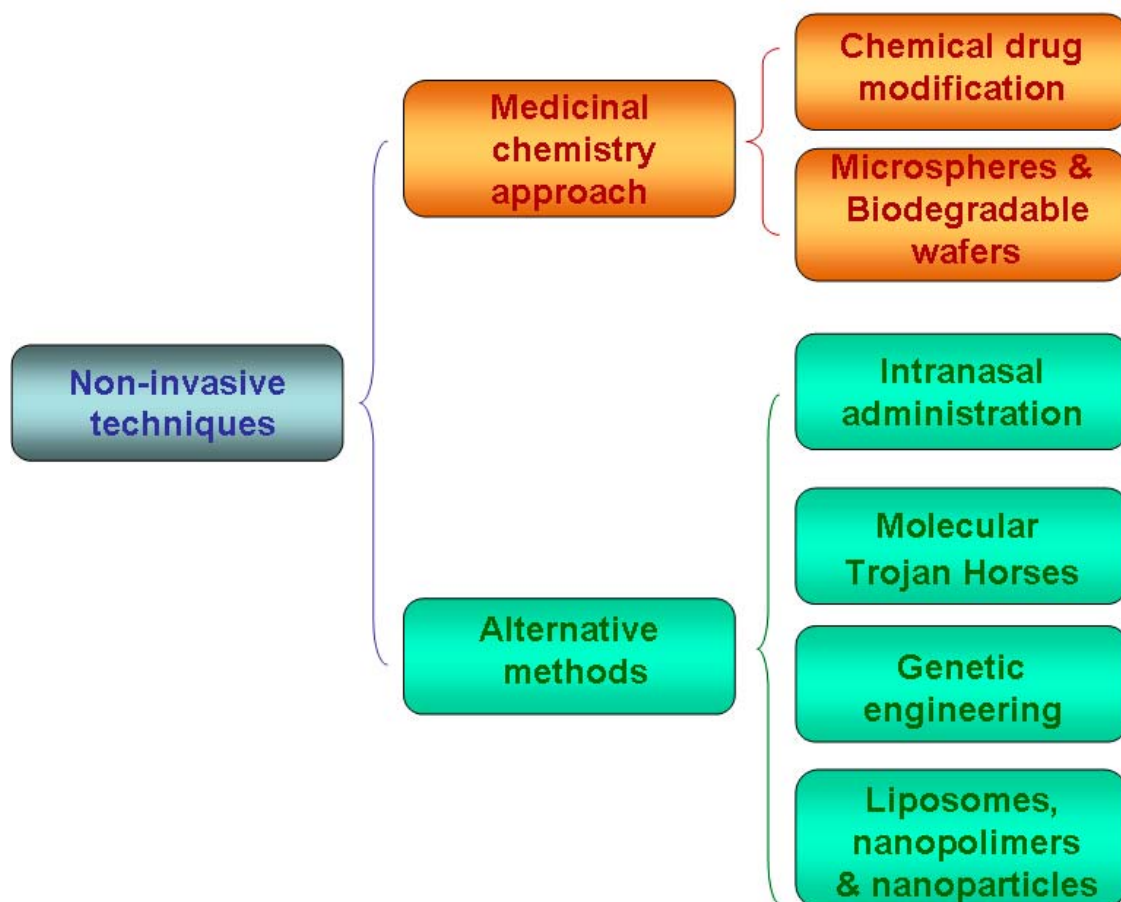 Non-invasive
techniques
Medicinal
chemistry
approach
Chemical drug
modification
Microspheres &
Biodegradable
wafers
Alternative
methods
Intranasal
administration
Molecular
Trojan Horses
Genetic
engineering
Liposomes,
nanopolimers
& nanoparticles